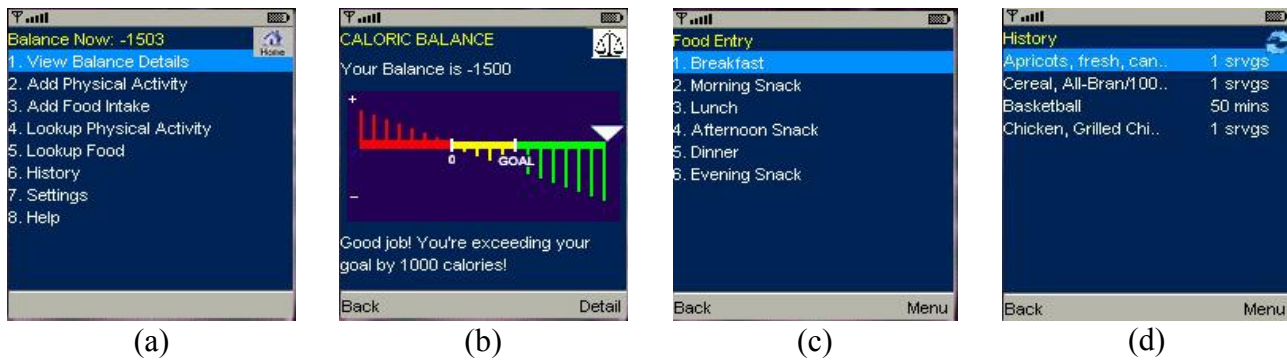 Balance Now: -1503
Home
1. View Balance Details
2. Add Physical Activity
3. Add Food Intake
4. Lookup Physical Activity
5. Lookup Food
6. History
7. Settings
8. Help
(a)
CALORIC BALANCE
Your Balance is -1500
+
0 GOAL
–
Good job! You're exceeding your
goal by 1000 calories!
Back Detail
(b)
Food Entry
1. Breakfast
2. Morning Snack
3. Lunch
4. Afternoon Snack
5. Dinner
6. Evening Snack
Back Menu
(c)
History
Apricots, fresh, can.. 1 srvgs
Cereal, All-Bran/100.. 1 srvgs
Basketball 50 mins
Chicken, Grilled Chi.. 1 srvgs
Back Menu
(d)